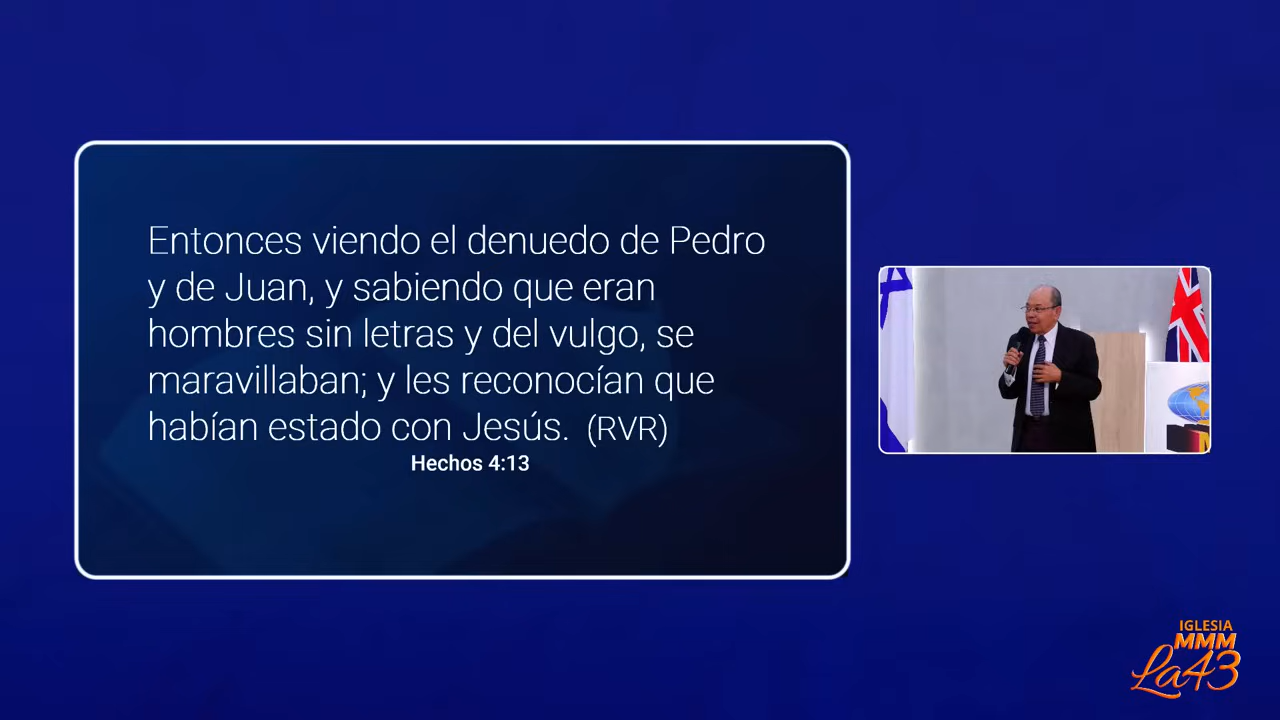 Entonces viendo el denuedo de Pedro
y de Juan, y sabiendo que eran
hombres sin letras y del vulgo, se
maravillaban; y les reconocían que
habían estado con Jesús. (RVR)
Hechos 4:13
IGLESIA
MMM
La43